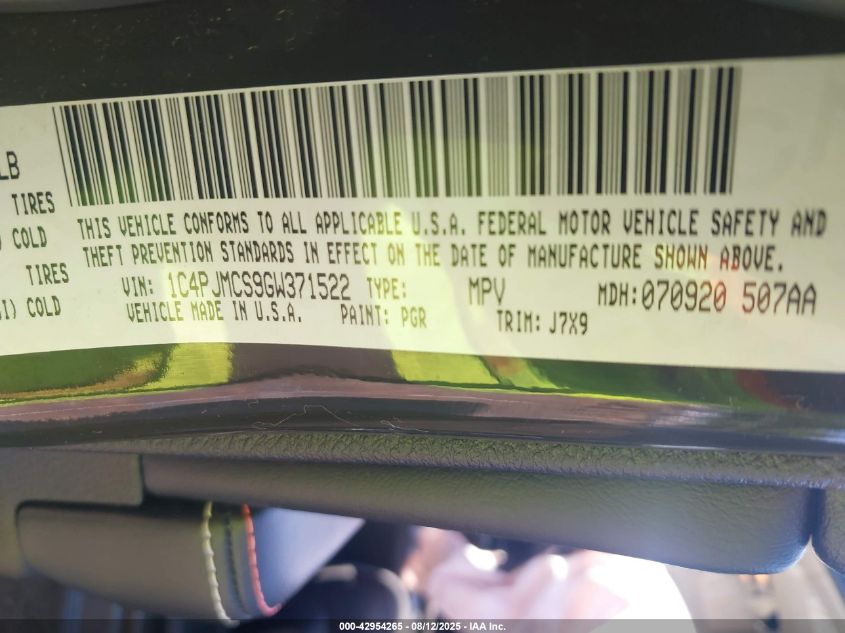 LB
TIRES
COLD
TIRES
I) COLD
THIS VEHICLE CONFORMS TO ALL APPLICABLE U.S.A. FEDERAL MOTOR VEHICLE SAFETY AND
THEFT PREVENTION STANDARDS IN EFFECT ON THE DATE OF MANUFACTURE SHOWN ABOVE.
VIN: 1C4PJMCS9GW371522 TYPE: MPV MDH:070920 507AA
VEHICLE MADE IN U.S.A. PAINT: PGR TRIM: J7X9
000-42954265 - 08/12/2025 - IAA Inc.